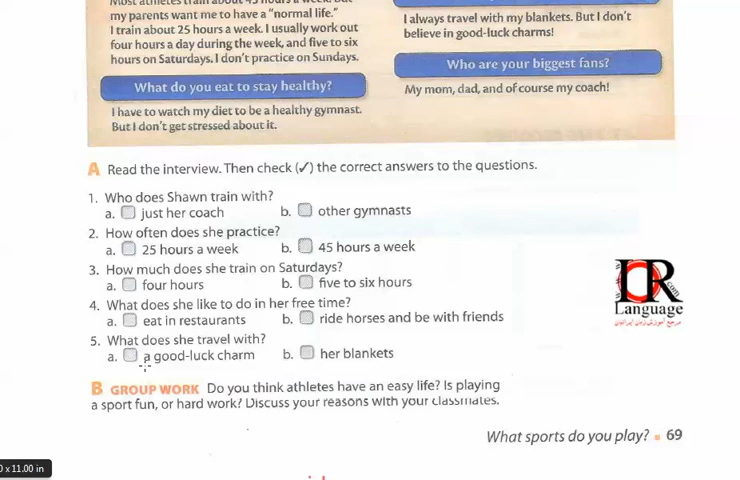 my parents want me to have a "normal life."
I train about 25 hours a week. I usually work out
four hours a day during the week, and five to six
hours on Saturdays. I don't practice on Sundays.
What do you eat to stay healthy?
I have to watch my diet to be a healthy gymnast.
But I don't get stressed about it.
I always travel with my blankets. But I don't
believe in good-luck charms!
Who are your biggest fans?
My mom, dad, and of course my coach!
A Read the interview. Then check (✓) the correct answers to the questions.
1. Who does Shawn train with?
a. just her coach b. other gymnasts
2. How often does she practice?
a. 25 hours a week b. 45 hours a week
3. How much does she train on Saturdays?
a. four hours b. five to six hours
4. What does she like to do in her free time?
a. eat in restaurants b. ride horses and be with friends
5. What does she travel with?
a. a good-luck charm b. her blankets
B GROUP WORK Do you think athletes have an easy life? Is playing
a sport fun, or hard work? Discuss your reasons with your classmates.
What sports do you play? 69
Language
0 x 11.00 in